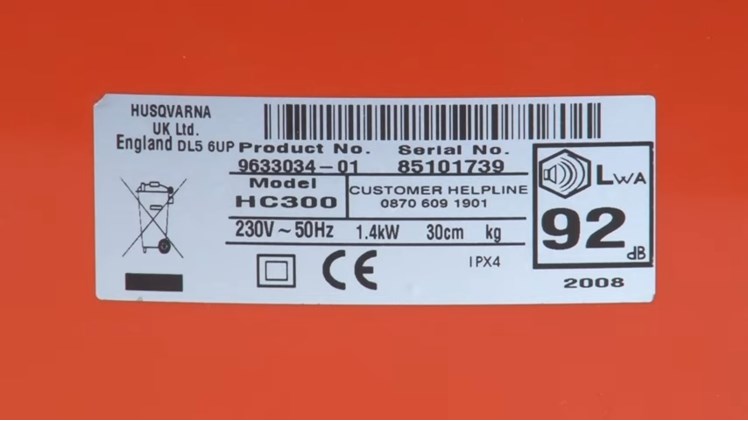 HUSQVARNA
UK Ltd.
England DL5 6UP
Product No. Serial No.
9633034-01 85101739
Model
HC300
CUSTOMER HELPLINE
0870 609 1901
230V ~ 50Hz 1.4kW 30cm kg
IPX4
CE
LWA
92
dB
2008